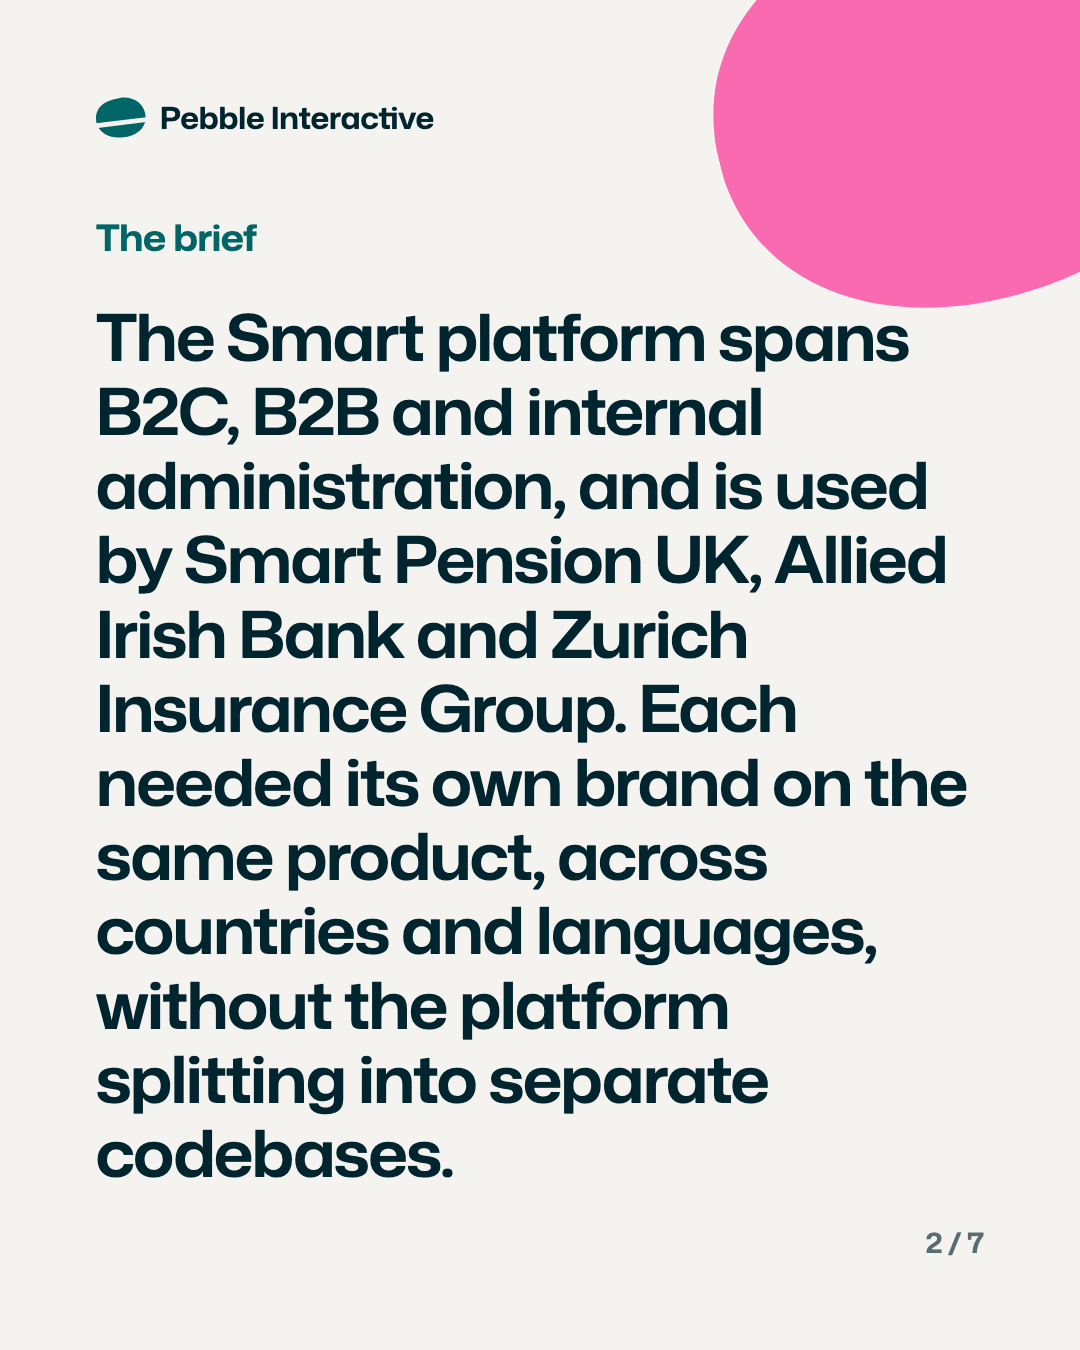 Pebble Interactive
The brief
The Smart platform spans
B2C, B2B and internal
administration, and is used
by Smart Pension UK, Allied
Irish Bank and Zurich
Insurance Group. Each
needed its own brand on the
same product, across
countries and languages,
without the platform
splitting into separate
codebases.
2 / 7